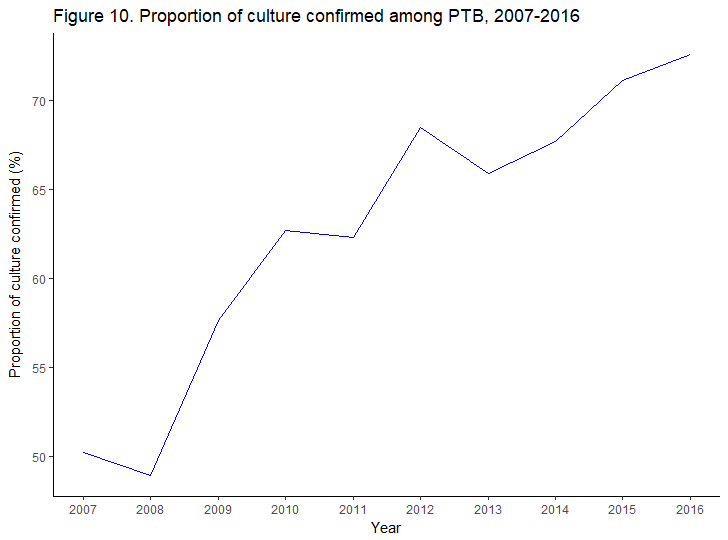 Figure 10. Proportion of culture confirmed among PTB, 2007-2016
Proportion of culture confirmed (%)
70
65
60
55
50
2007 2008 2009 2010 2011 2012 2013 2014 2015 2016
Year